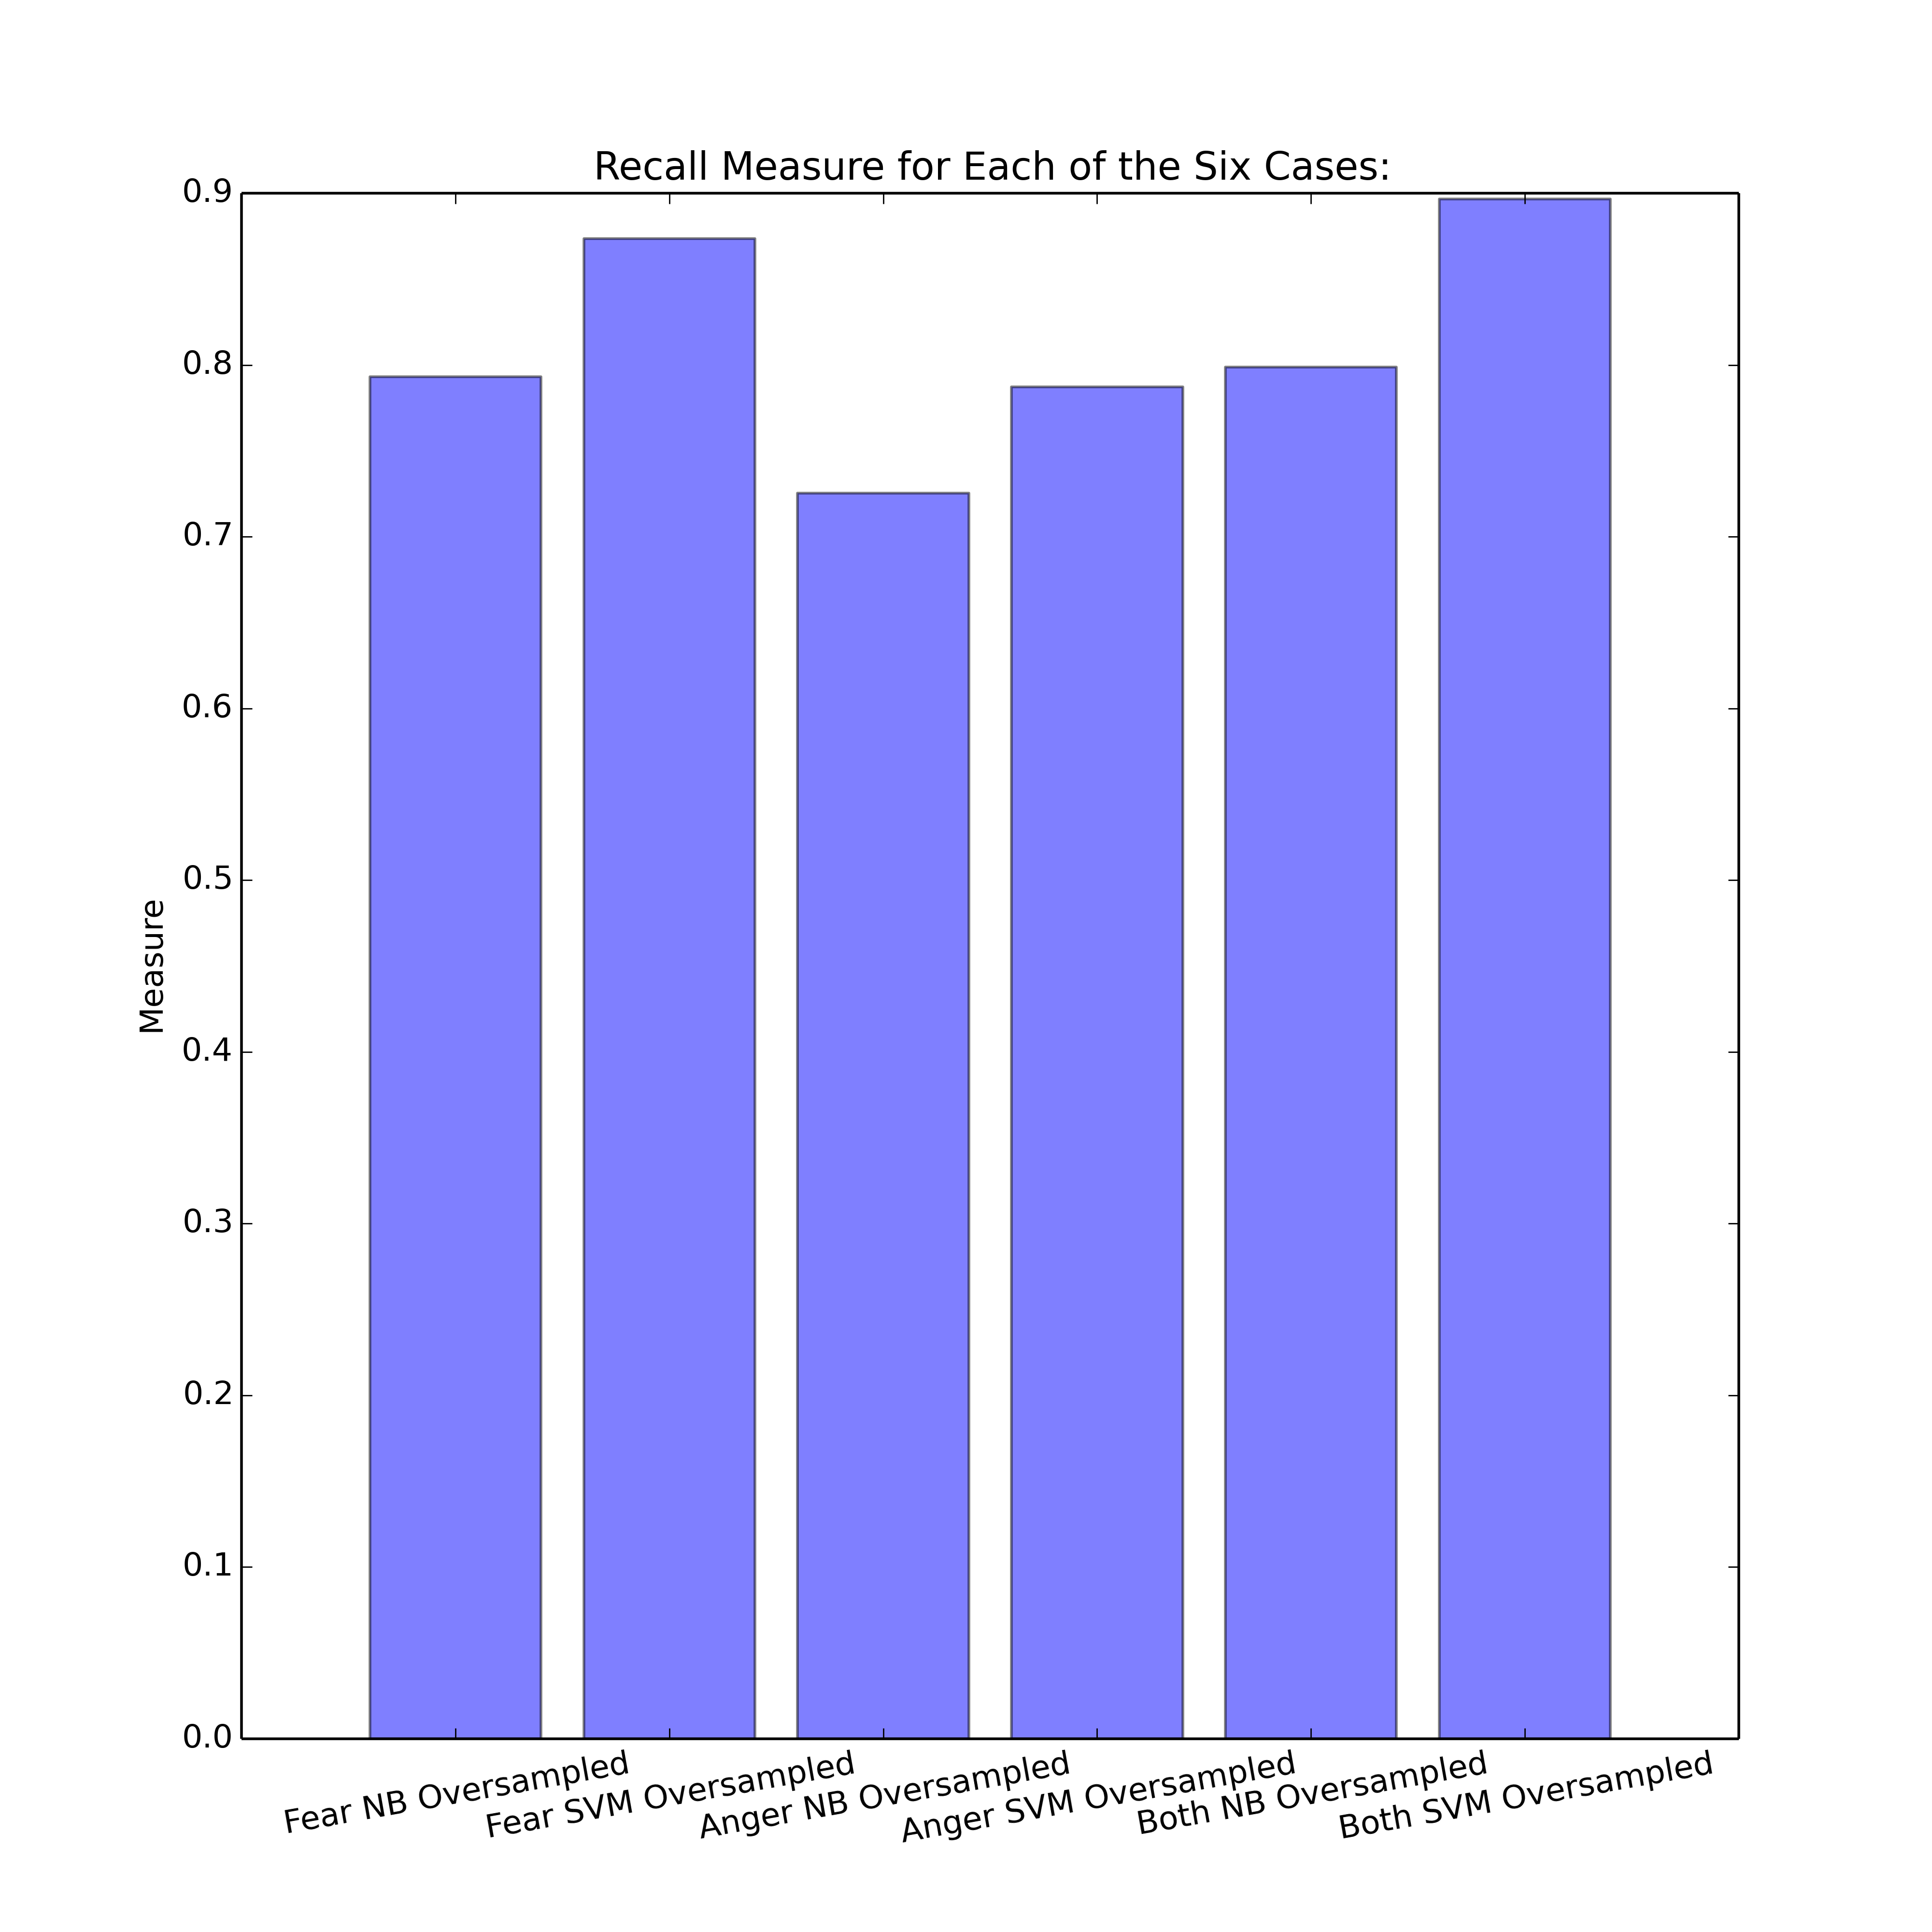 Recall Measure for Each of the Six Cases:
0.9
0.8
0.7
0.6
0.5
0.4
0.3
0.2
0.1
0.0
Measure
Fear NB Oversampled
Fear SVM Oversampled
Anger NB Oversampled
Anger SVM Oversampled
Both NB Oversampled
Both SVM Oversampled